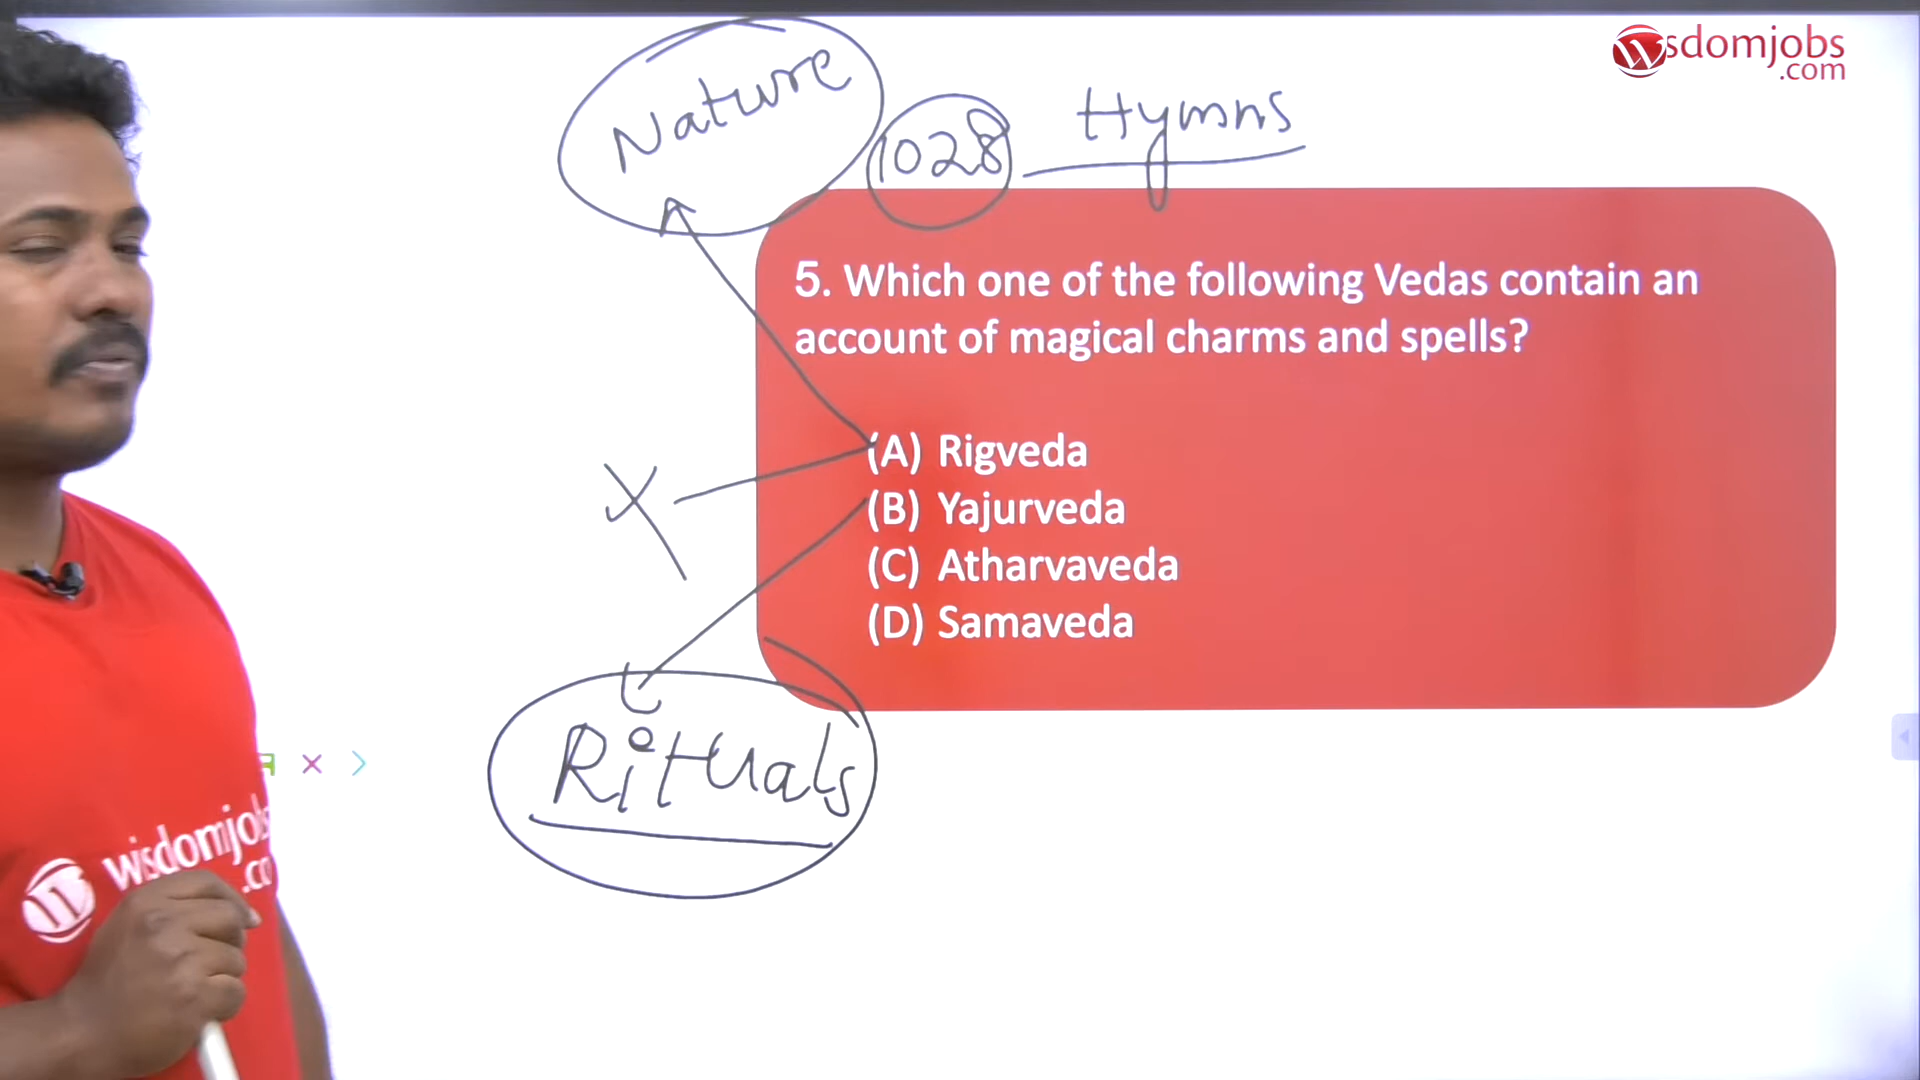 wsdomjobs
.com
Nature
1028 Hymns
5. Which one of the following Vedas contain an
account of magical charms and spells?
(A) Rigveda
(B) Yajurveda
(C) Atharvaveda
(D) Samaveda
Rituals
wisdomjobs